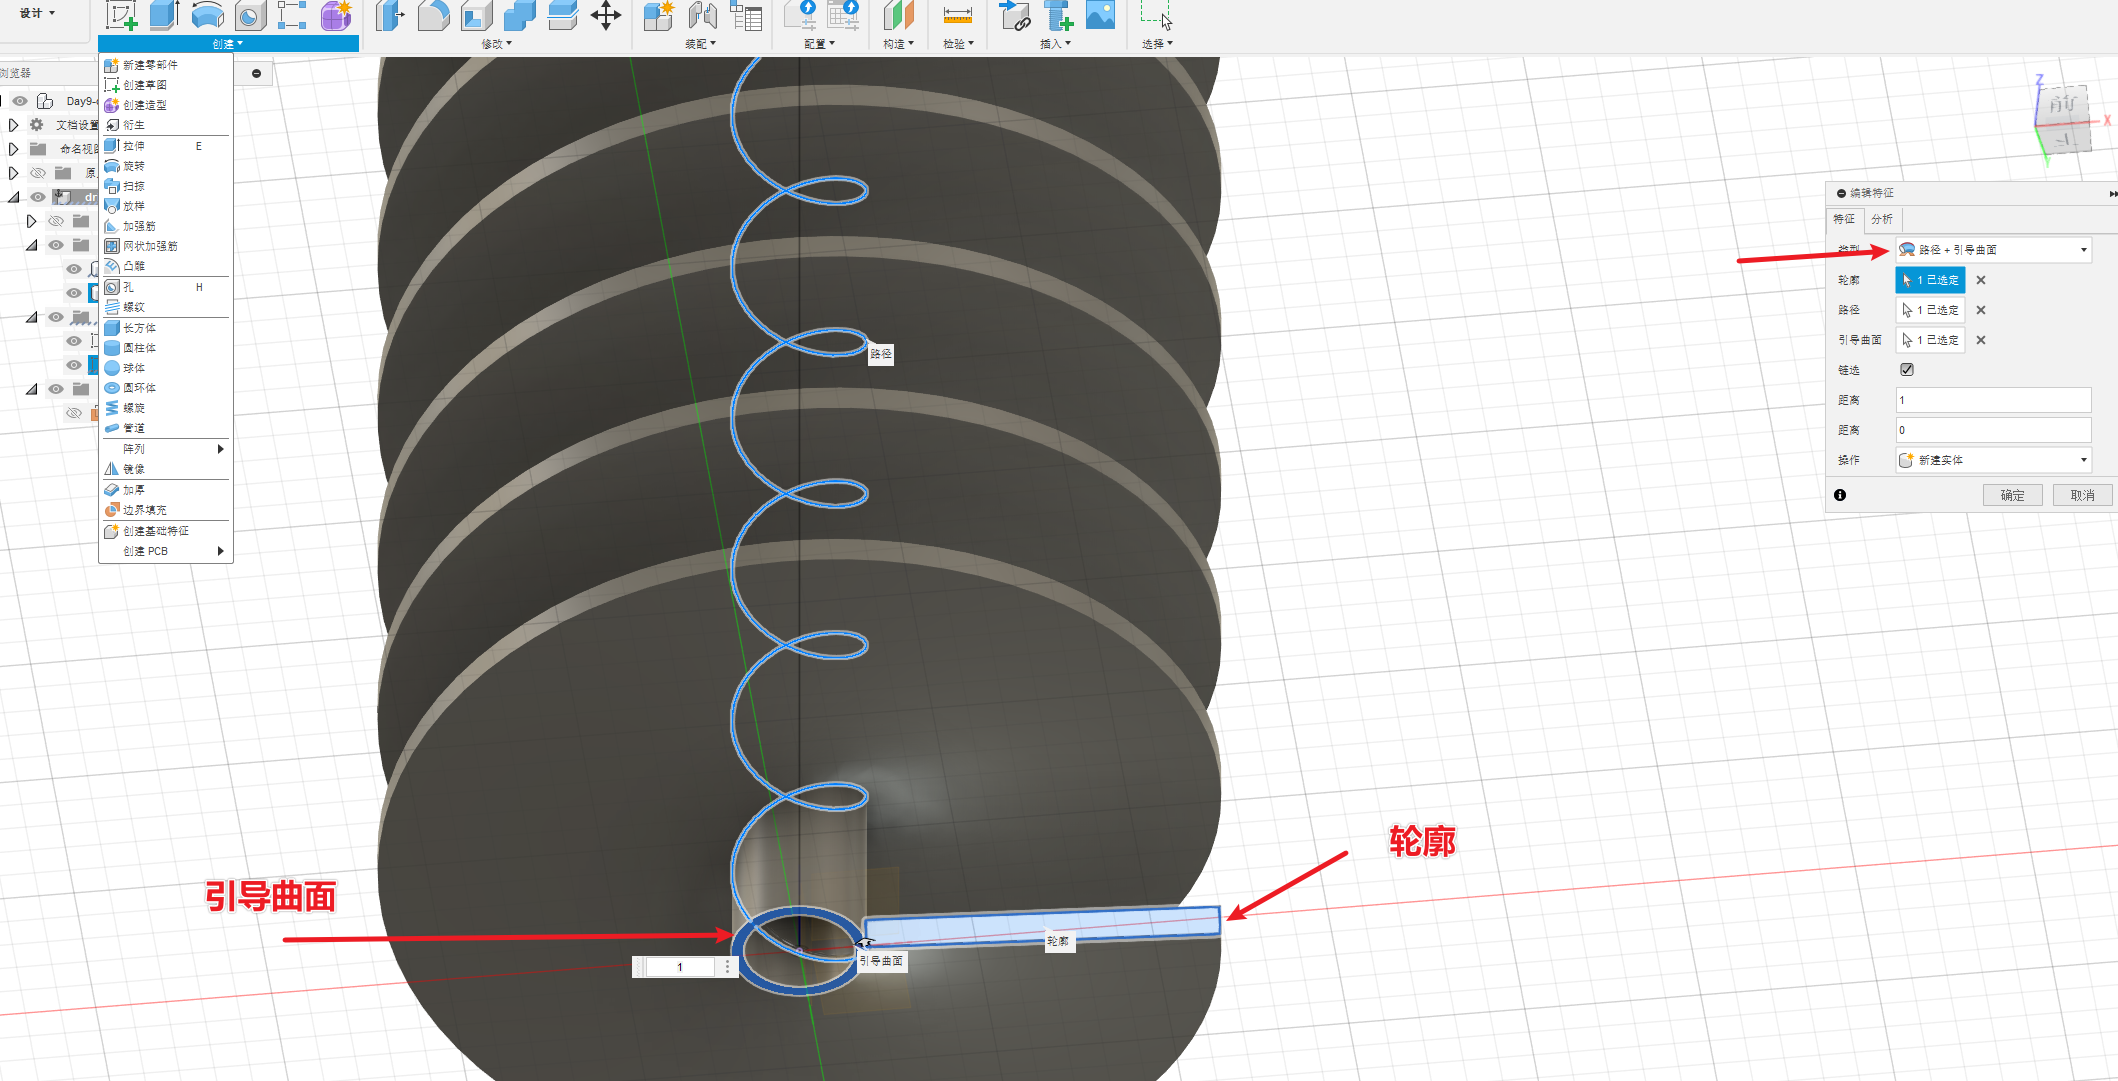 设计
创建
修改
装配
配置
构造
检验
插入
选择
浏览器
新建零部件
创建草图
创建造型
衍生
拉伸 E
旋转
扫掠
放样
加强筋
网状加强筋
凸雕
孔 H
螺纹
长方体
圆柱体
球体
圆环体
螺旋
管道
阵列
镜像
加厚
边界填充
创建基础特征
创建 PCB
Day9-
文档设置
命名视图
原
dr
Z
前
X
编辑特征
特征 分析
类型 路径 + 引导曲面
轮廓 1 已选定
路径 1 已选定
引导曲面 1 已选定
链选
距离 1
距离 0
操作 新建实体
确定 取消
路径
轮廓
引导曲面
轮廓
引导曲面
1